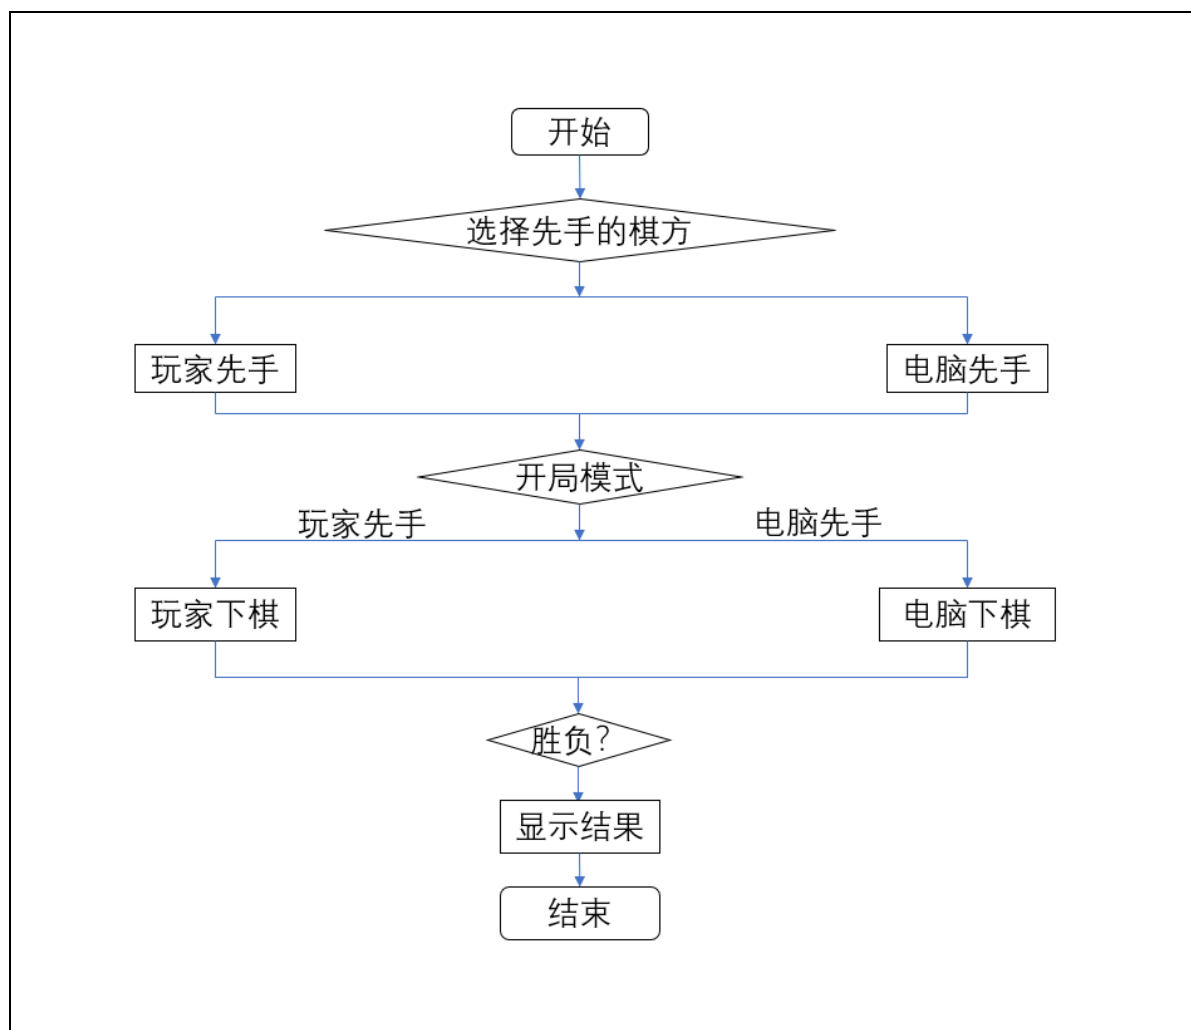 开始
选择先手的棋方
玩家先手
电脑先手
开局模式
玩家先手
电脑先手
玩家下棋
电脑下棋
胜负？
显示结果
结束